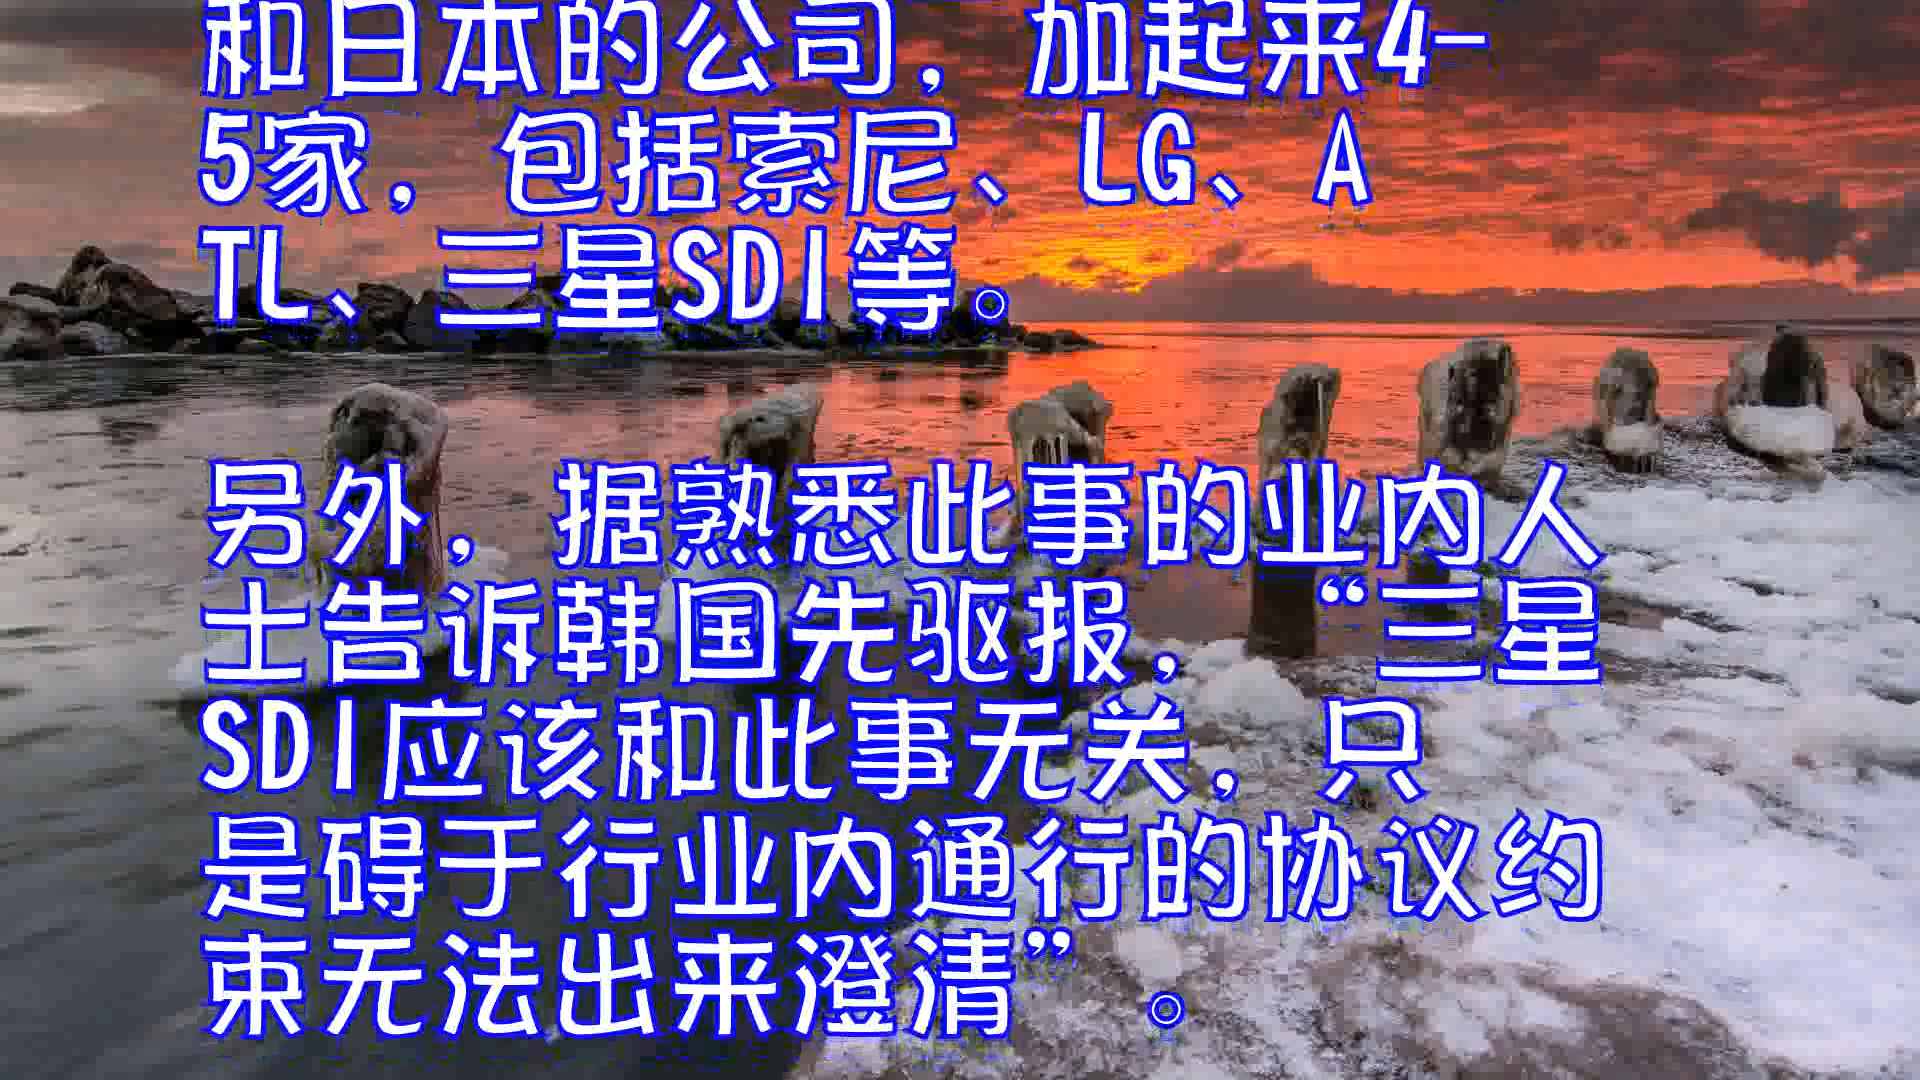 和日本的公司，加起来4-
5家，包括索尼、LG、A
TL、三星SDI等。
另外，据熟悉此事的业内人
士告诉韩国先驱报，“三星
SDI应该和此事无关，只
是碍于行业内通行的协议约
束无法出来澄清”。